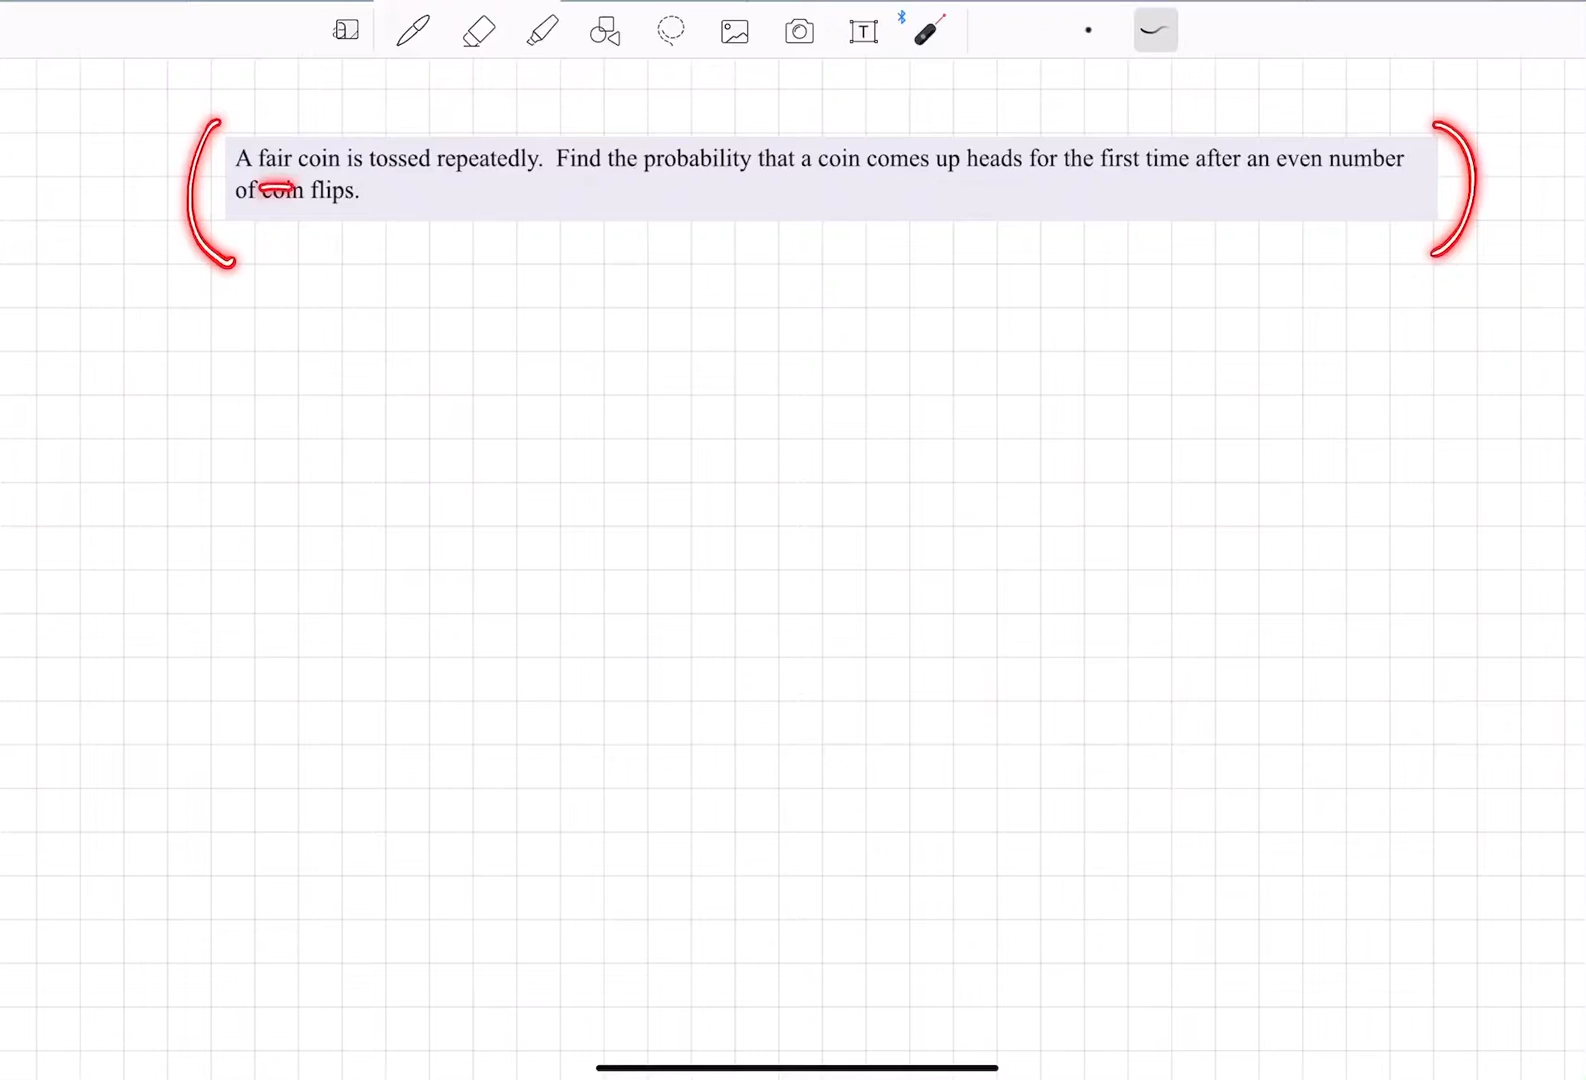 A fair coin is tossed repeatedly. Find the probability that a coin comes up heads for the first time after an even number
of coin flips.